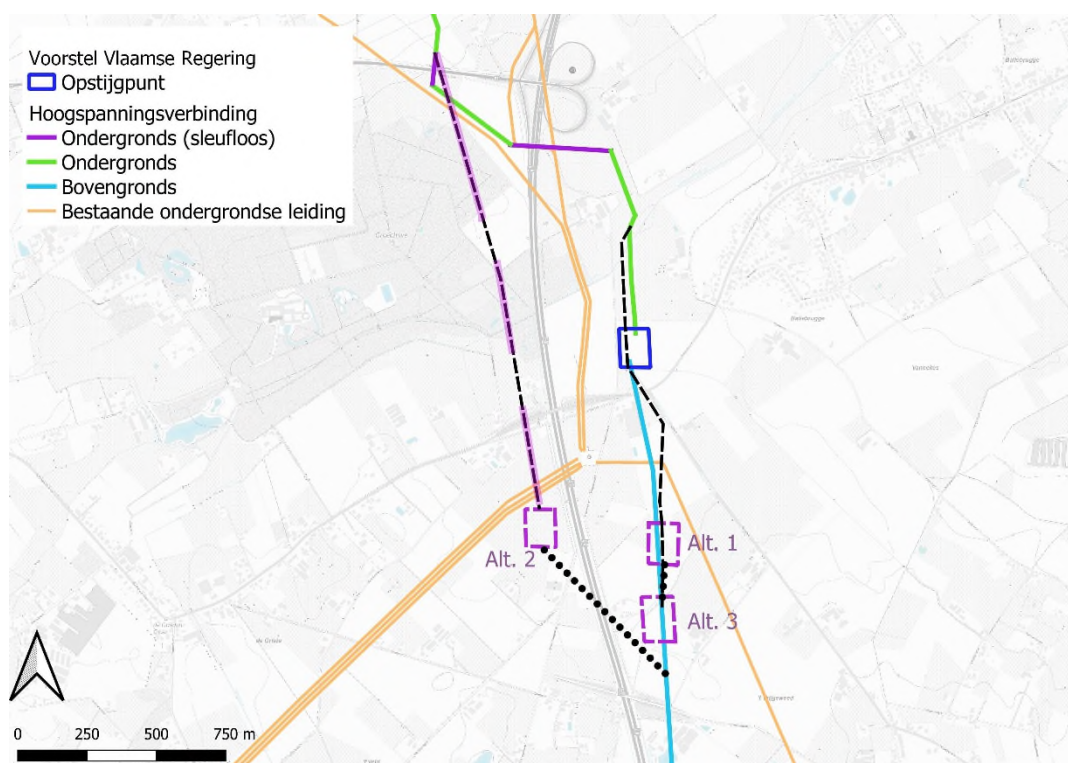 Voorstel Vlaamse Regering
Opstijgpunt
Hoogspanningsverbinding
Ondergronds (sleufloos)
Ondergronds
Bovengronds
Bestaande ondergrondse leiding
Alt. 1
Alt. 2
Alt. 3
0 250 500 750 m